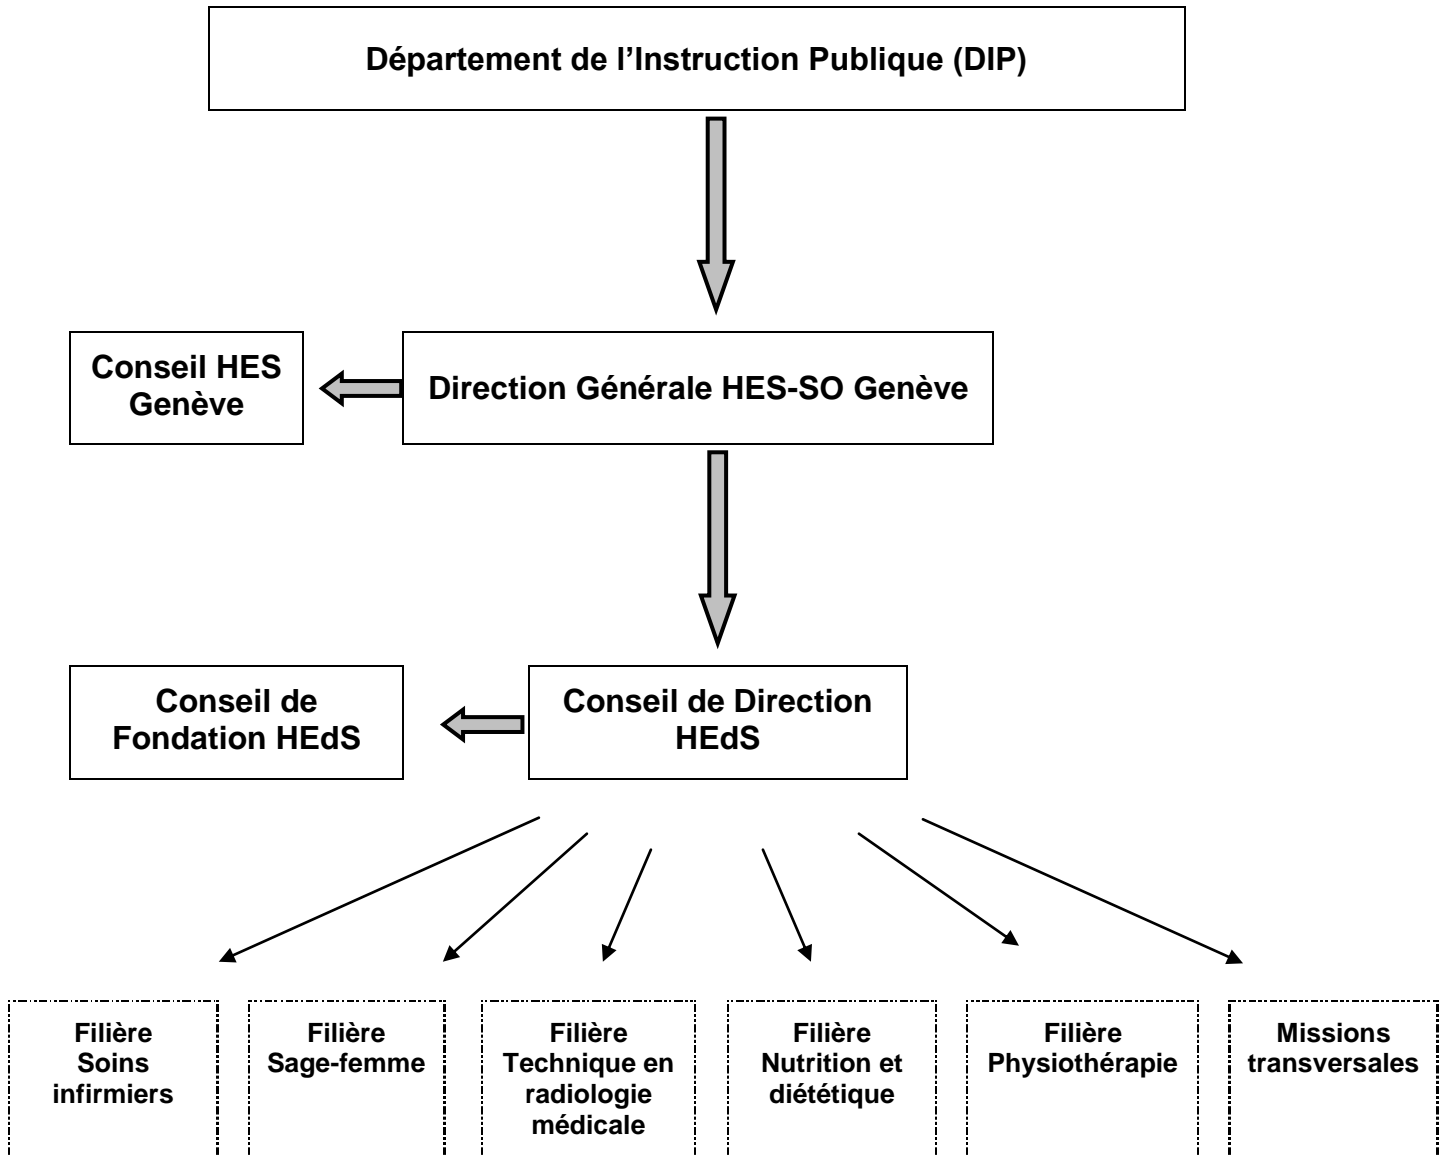 Département de l'Instruction Publique (DIP)
Conseil HES
Genève
Direction Générale HES-SO Genève
Conseil de
Fondation HEdS
Conseil de Direction
HEdS
Filière
Soins
infirmiers
Filière
Sage-femme
Filière
Technique en
radiologie
médicale
Filière
Nutrition et
diététique
Filière
Physiothérapie
Missions
transversales